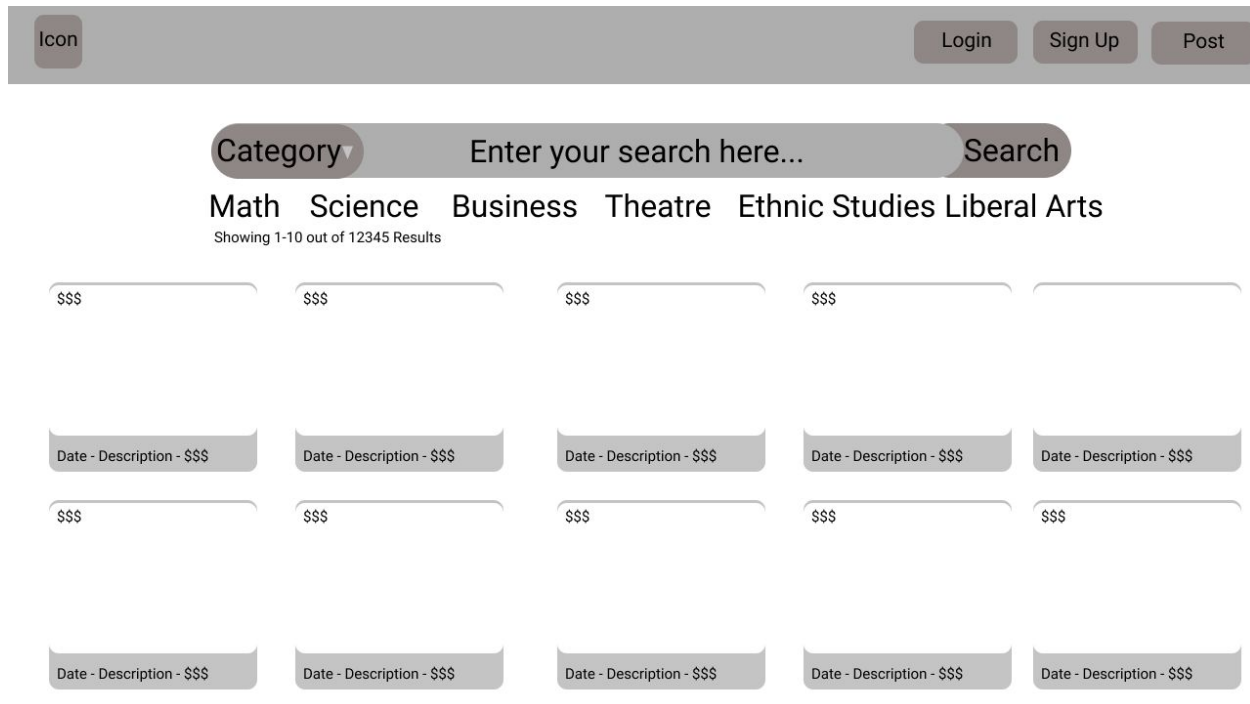 Icon Login Sign Up Post
Category▾ Enter your search here... Search
Math Science Business Theatre Ethnic Studies Liberal Arts
Showing 1-10 out of 12345 Results
$$$ $$$ $$$ $$$
Date - Description - $$$ Date - Description - $$$ Date - Description - $$$ Date - Description - $$$ Date - Description - $$$
$$$ $$$ $$$ $$$ $$$
Date - Description - $$$ Date - Description - $$$ Date - Description - $$$ Date - Description - $$$ Date - Description - $$$